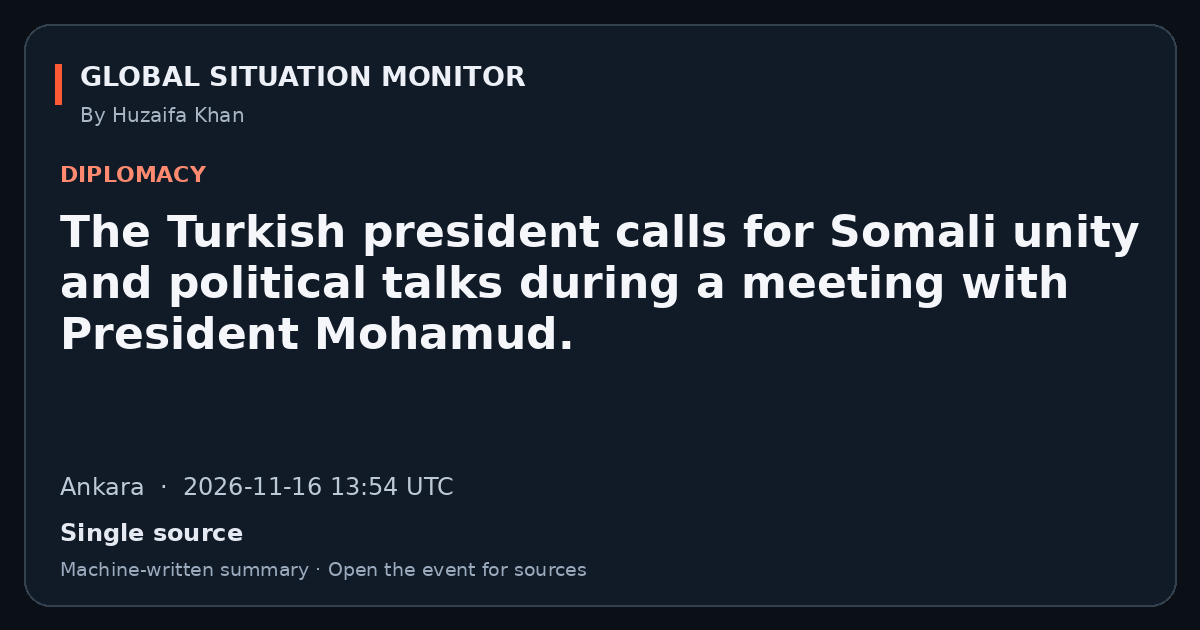 GLOBAL SITUATION MONITOR
By Huzaifa Khan
DIPLOMACY
The Turkish president calls for Somali unity
and political talks during a meeting with
President Mohamud.
Ankara · 2026-11-16 13:54 UTC
Single source
Machine-written summary · Open the event for sources